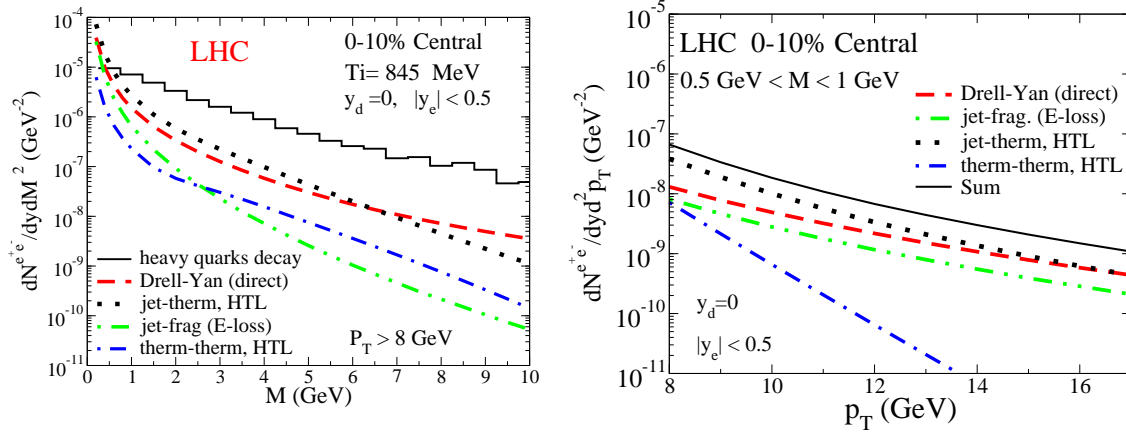 dN^{e^+e^-}/dydM^2 (GeV^{-2})
10^{-4}
10^{-5}
10^{-6}
10^{-7}
10^{-8}
10^{-9}
10^{-10}
10^{-11}
LHC
0-10% Central
Ti= 845 MeV
y_d =0, |y_e| < 0.5
heavy quarks decay
Drell-Yan (direct)
jet-therm, HTL
jet-frag (E-loss)
therm-therm, HTL
P_T > 8 GeV
0 1 2 3 4 5 6 7 8 9 10
M (GeV)
dN^{e^+e^-}/dyd^2p_T (GeV^{-2})
10^{-5}
10^{-6}
10^{-7}
10^{-8}
10^{-9}
10^{-10}
10^{-11}
LHC 0-10% Central
0.5 GeV < M < 1 GeV
Drell-Yan (direct)
jet-frag. (E-loss)
jet-therm, HTL
therm-therm, HTL
Sum
y_d=0
|y_e| < 0.5
8 10 12 14 16
p_T (GeV)